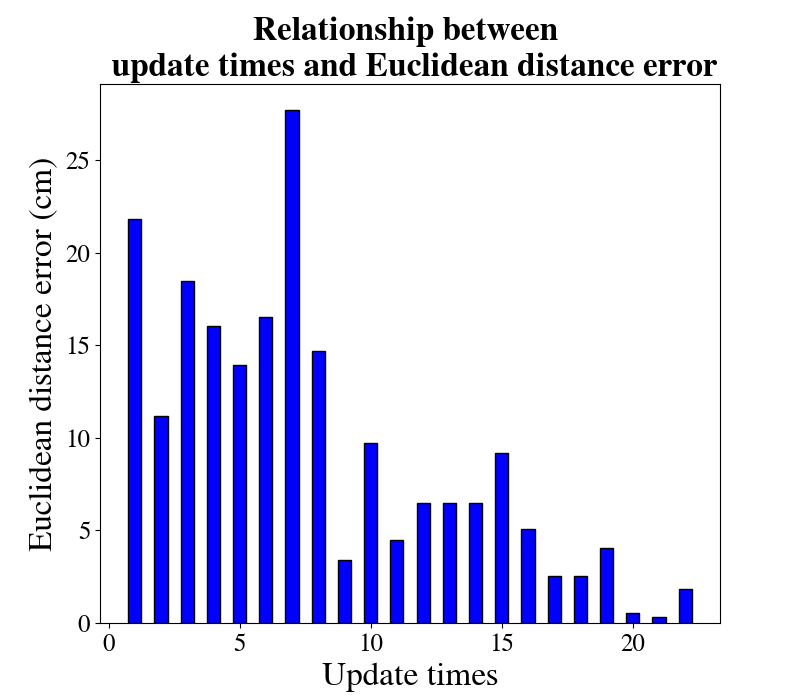 Relationship between
update times and Euclidean distance error
Euclidean distance error (cm)
25
20
15
10
5
0
0 5 10 15 20
Update times